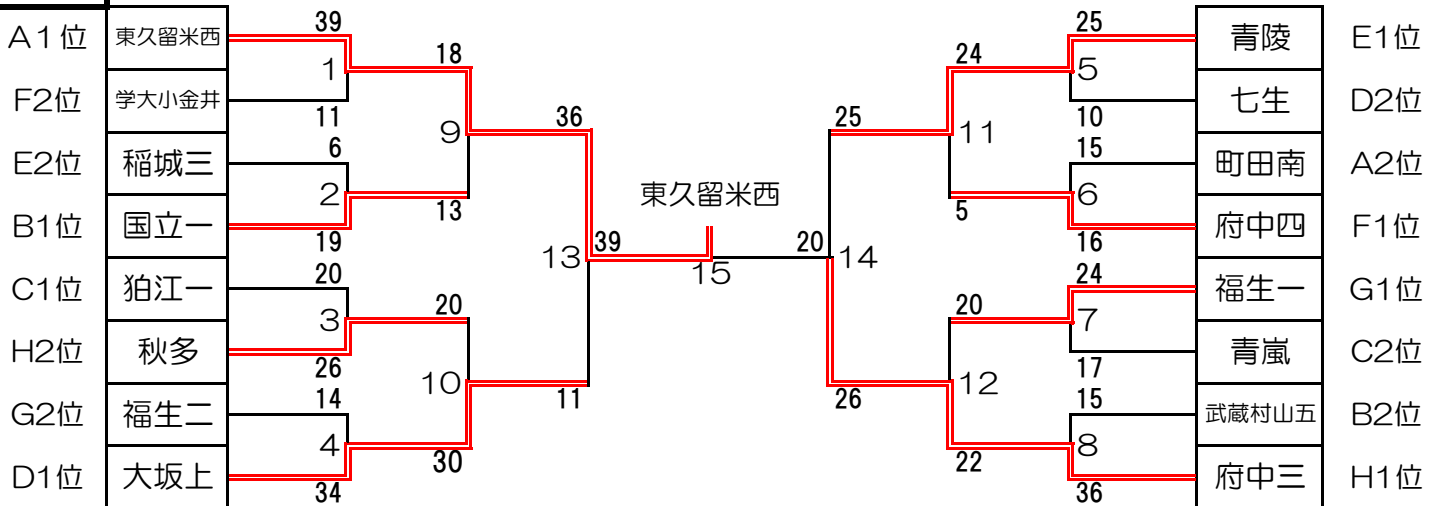 A1位 東久留米西 39 25 青陵 E1位
18 24
1 5
F2位 学大小金井 11 10 七生 D2位
36 25
9 11
E2位 稲城三 6 15 町田南 A2位
2 東久留米西 6
13 5
B1位 国立一 19 16 府中四 F1位
13 39 20 14
15
C1位 狛江一 20 24 福生一 G1位
20 20
3 7
H2位 秋多 26 17 青嵐 C2位
10 12
11 26
G2位 福生二 14 15 武蔵村山五 B2位
4 8
30 22
D1位 大坂上 34 36 府中三 H1位